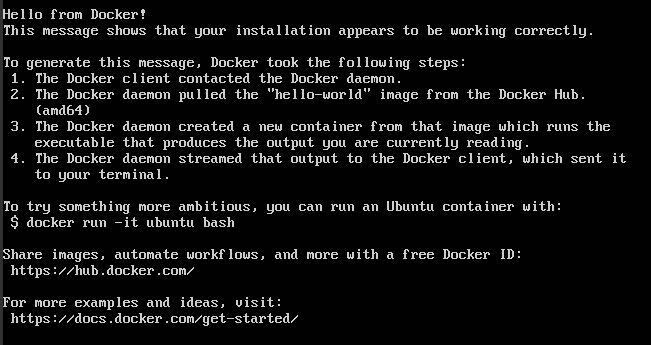 Hello from Docker!
This message shows that your installation appears to be working correctly.
To generate this message, Docker took the following steps:
1. The Docker client contacted the Docker daemon.
2. The Docker daemon pulled the "hello-world" image from the Docker Hub.
(amd64)
3. The Docker daemon created a new container from that image which runs the
executable that produces the output you are currently reading.
4. The Docker daemon streamed that output to the Docker client, which sent it
to your terminal.
To try something more ambitious, you can run an Ubuntu container with:
$ docker run -it ubuntu bash
Share images, automate workflows, and more with a free Docker ID:
https://hub.docker.com/
For more examples and ideas, visit:
https://docs.docker.com/get-started/